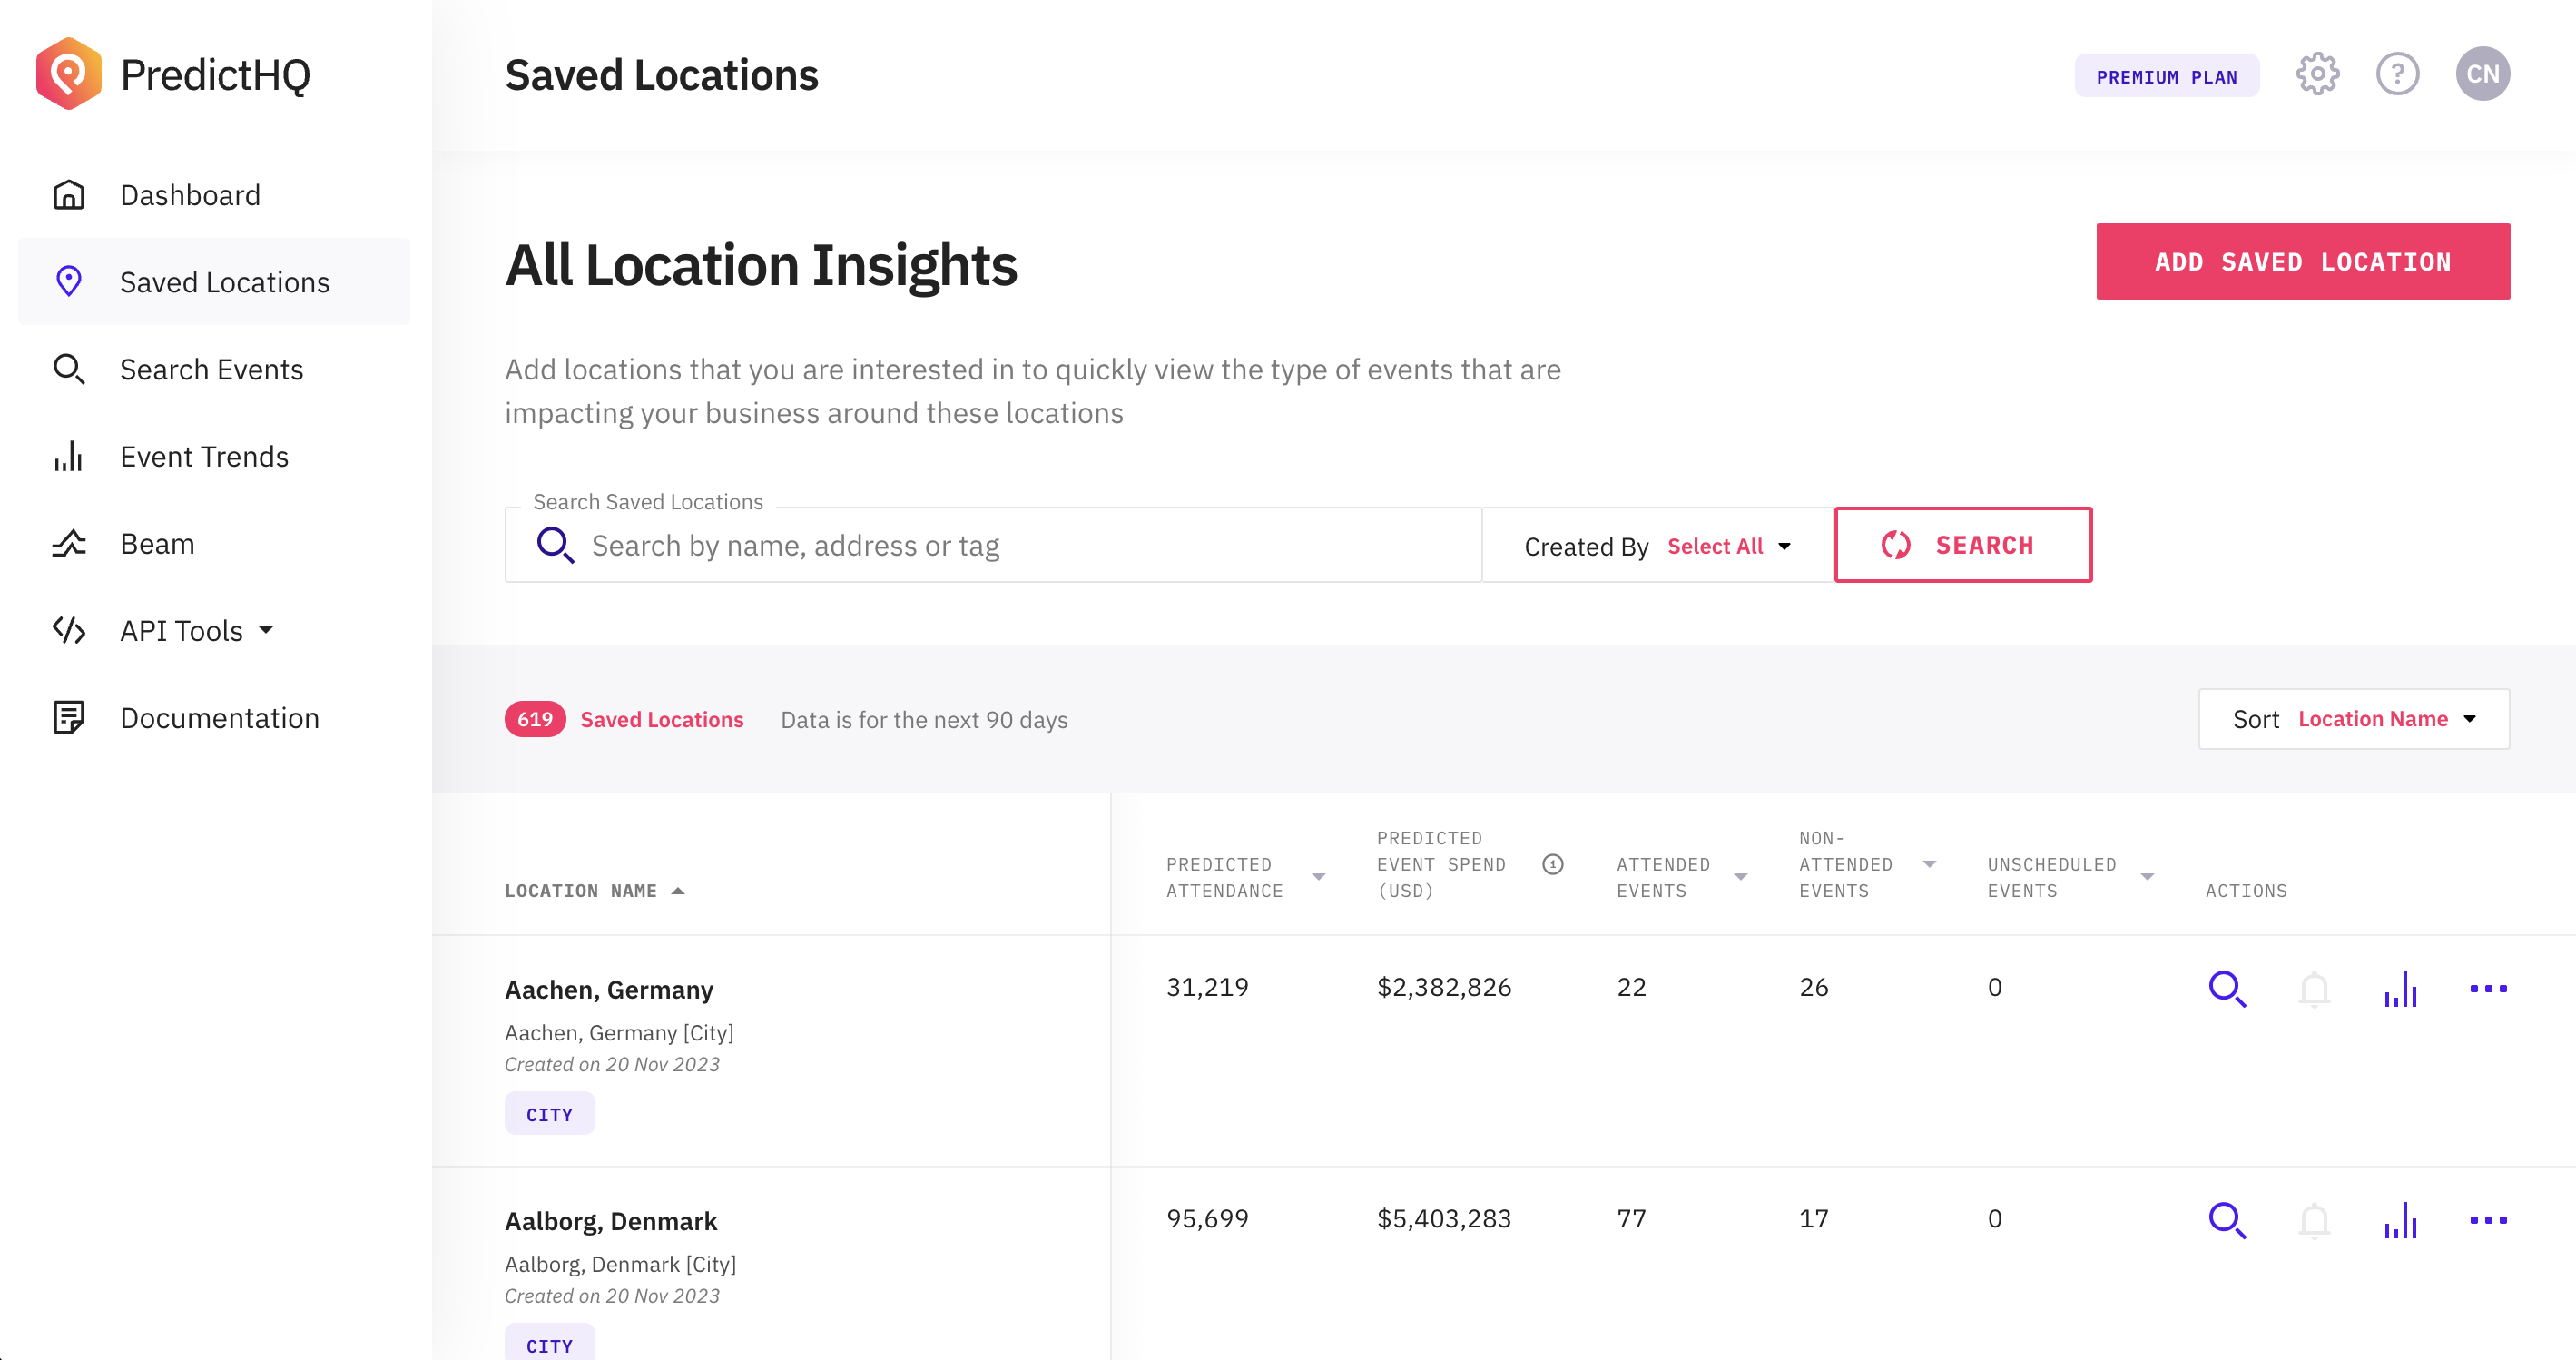 PredictHQ
Saved Locations
PREMIUM PLAN
?
CN
Dashboard
Saved Locations
Search Events
Event Trends
Beam
API Tools
Documentation
All Location Insights
ADD SAVED LOCATION
Add locations that you are interested in to quickly view the type of events that are
impacting your business around these locations
Search Saved Locations
Search by name, address or tag
Created By Select All
SEARCH
619 Saved Locations Data is for the next 90 days
Sort Location Name
LOCATION NAME
PREDICTED
ATTENDANCE
PREDICTED
EVENT SPEND
(USD)
ATTENDED
EVENTS
NON-
ATTENDED
EVENTS
UNSCHEDULED
EVENTS
ACTIONS
Aachen, Germany
Aachen, Germany [City]
Created on 20 Nov 2023
CITY
31,219 $2,382,826 22 26 0
Aalborg, Denmark
Aalborg, Denmark [City]
Created on 20 Nov 2023
CITY
95,699 $5,403,283 77 17 0